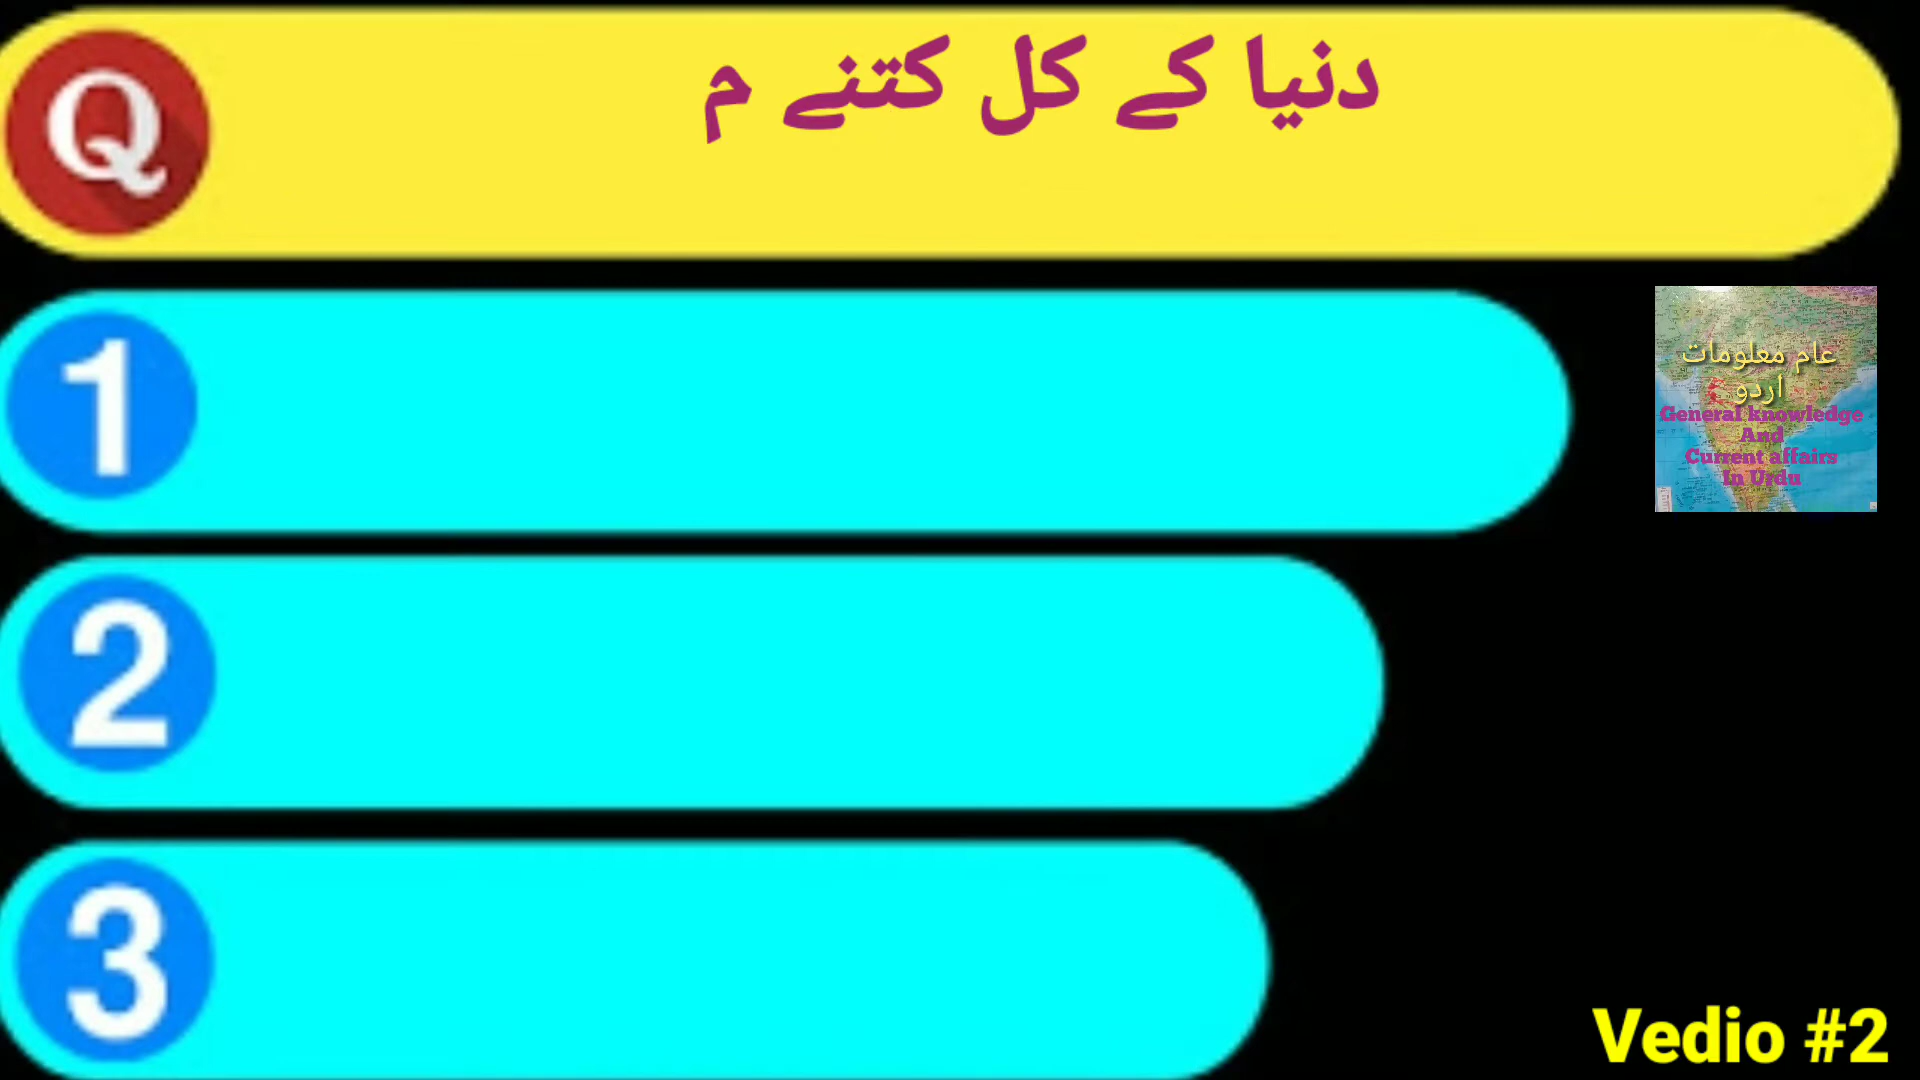 Q
دنیا کے کل کتنے م
1
عام معلومات
اردو
General knowledge
And
Current affairs
In Urdu
2
3
Vedio #2